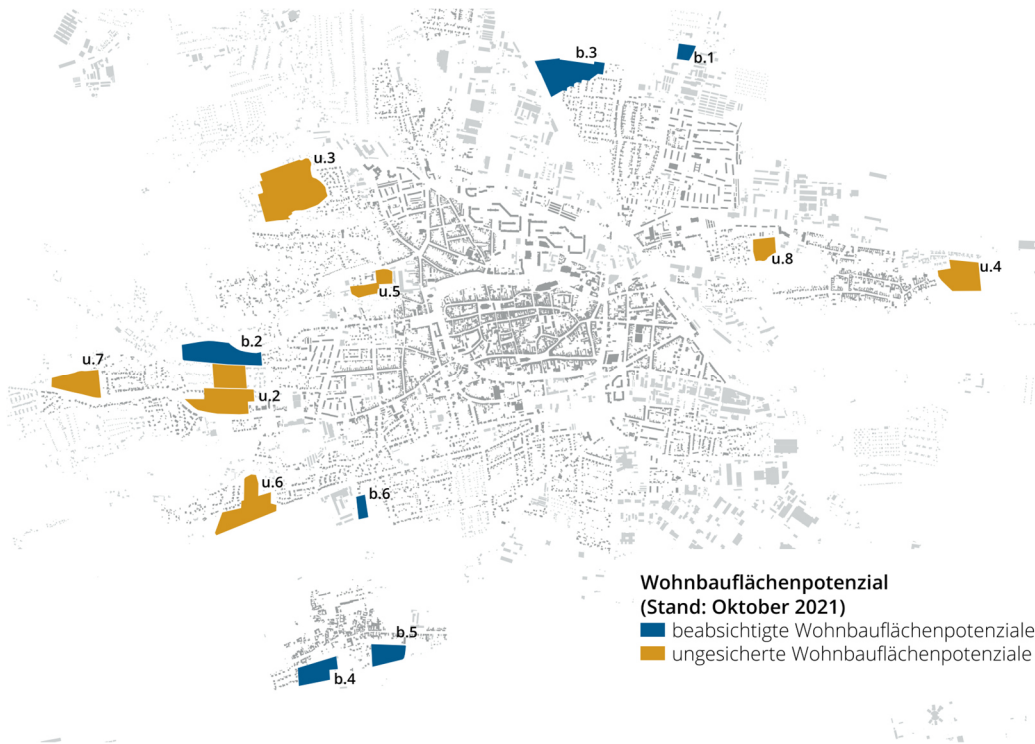 b.3
b.1
u.3
u.8
u.4
u.5
b.2
u.7
u.2
u.6
b.6
Wohnbauflächenpotenzial
(Stand: Oktober 2021)
beabsichtigte Wohnbauflächenpotenziale
ungesicherte Wohnbauflächenpotenziale
b.5
b.4